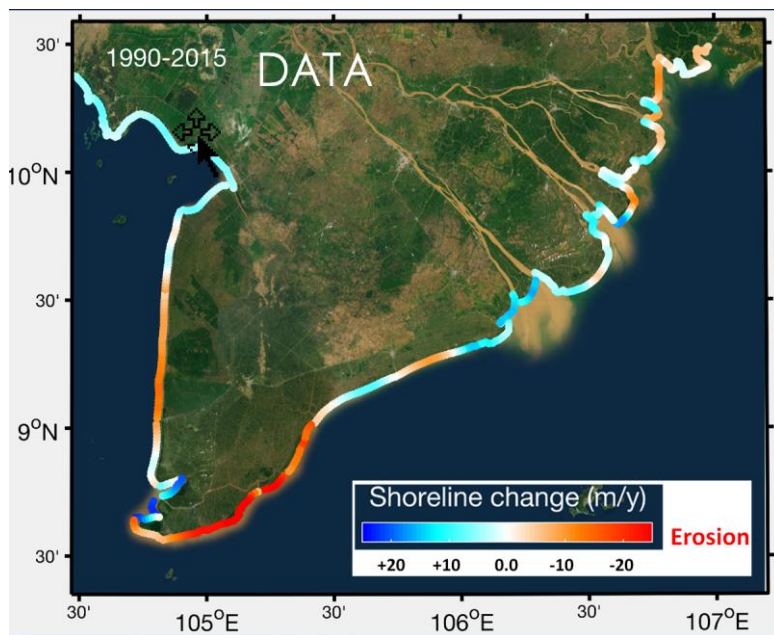 30'
1990-2015
DATA
10°N
30'
9°N
30'
Shoreline change (m/y)
+20 +10 0.0 -10 -20
Erosion
30' 105°E 30' 106°E 30' 107°E